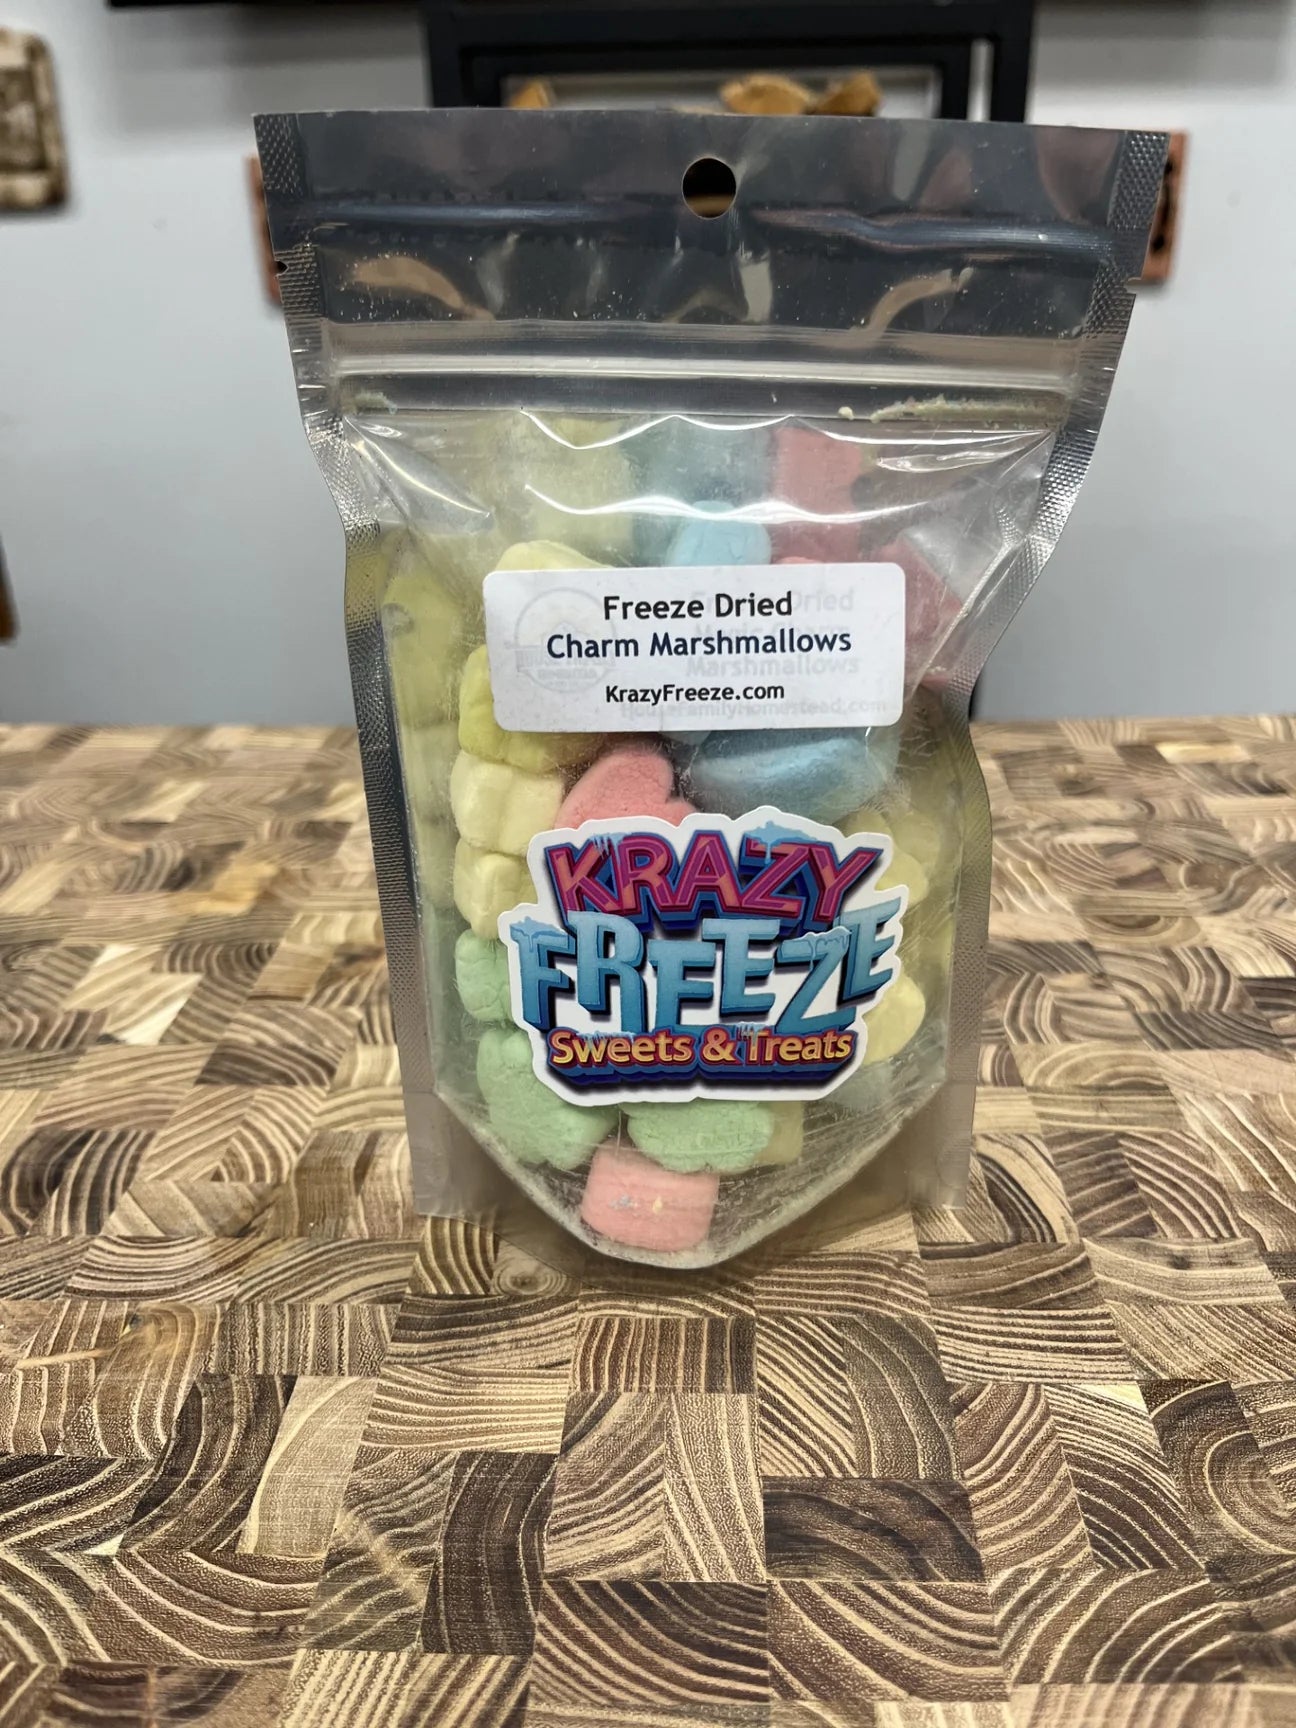 Freeze Dried
Charm Marshmallows
KrazyFreeze.com
KRAZY
FREEZE
Sweets & Treats